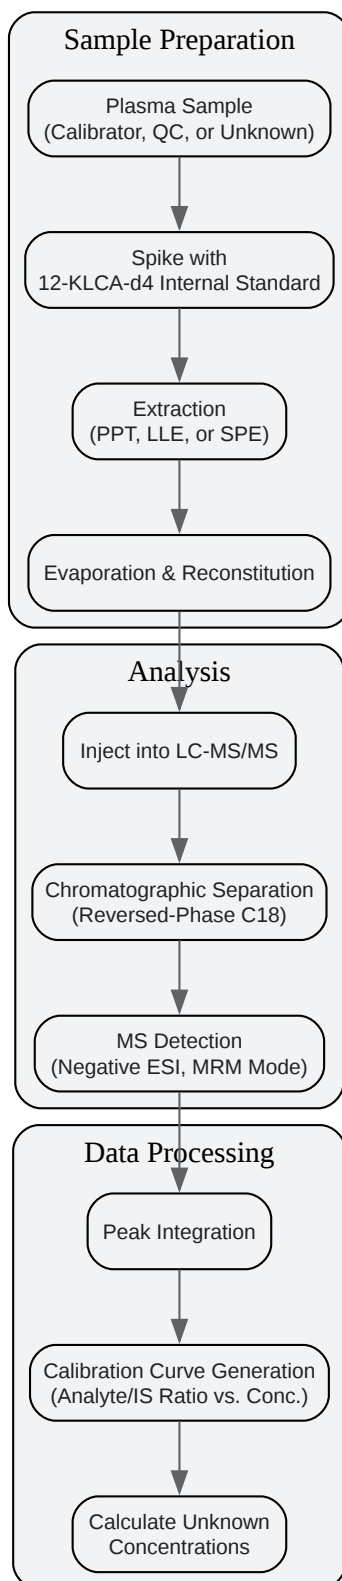 Sample Preparation
Plasma Sample
(Calibrator, QC, or Unknown)
Spike with
12-KLCA-d4 Internal Standard
Extraction
(PPT, LLE, or SPE)
Evaporation & Reconstitution
Analysis
Inject into LC-MS/MS
Chromatographic Separation
(Reversed-Phase C18)
MS Detection
(Negative ESI, MRM Mode)
Data Processing
Peak Integration
Calibration Curve Generation
(Analyte/IS Ratio vs. Conc.)
Calculate Unknown
Concentrations